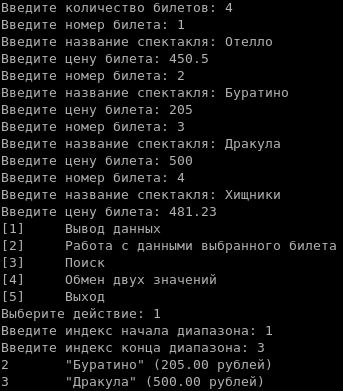 Введите количество билетов: 4
Введите номер билета: 1
Введите название спектакля: Отелло
Введите цену билета: 450.5
Введите номер билета: 2
Введите название спектакля: Буратино
Введите цену билета: 205
Введите номер билета: 3
Введите название спектакля: Дракула
Введите цену билета: 500
Введите номер билета: 4
Введите название спектакля: Хищники
Введите цену билета: 481.23
[1] Вывод данных
[2] Работа с данными выбранного билета
[3] Поиск
[4] Обмен двух значений
[5] Выход
Выберите действие: 1
Введите индекс начала диапазона: 1
Введите индекс конца диапазона: 3
2 "Буратино" (205.00 рублей)
3 "Дракула" (500.00 рублей)